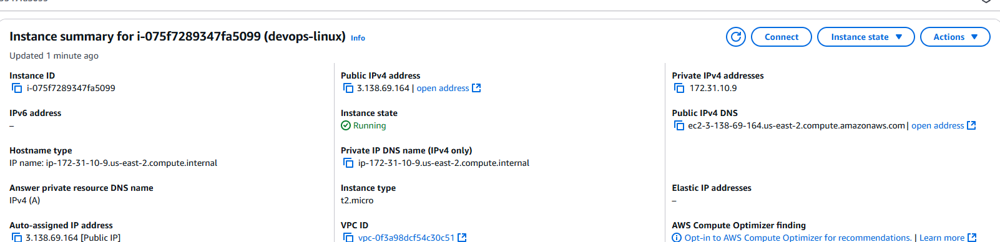 Instance summary for i-075f7289347fa5099 (devops-linux) Info
Connect
Instance state
Actions
Updated 1 minute ago
Instance ID
i-075f7289347fa5099
Public IPv4 address
3.138.69.164 | open address
Private IPv4 addresses
172.31.10.9
IPv6 address
–
Instance state
Running
Public IPv4 DNS
ec2-3-138-69-164.us-east-2.compute.amazonaws.com | open address
Hostname type
IP name: ip-172-31-10-9.us-east-2.compute.internal
Private IP DNS name (IPv4 only)
ip-172-31-10-9.us-east-2.compute.internal
Answer private resource DNS name
IPv4 (A)
Instance type
t2.micro
Elastic IP addresses
–
Auto-assigned IP address
3.138.69.164 [Public IP]
VPC ID
vpc-0f3a98dcf54c30c51
AWS Compute Optimizer finding
Opt-in to AWS Compute Optimizer for recommendations. | Learn more